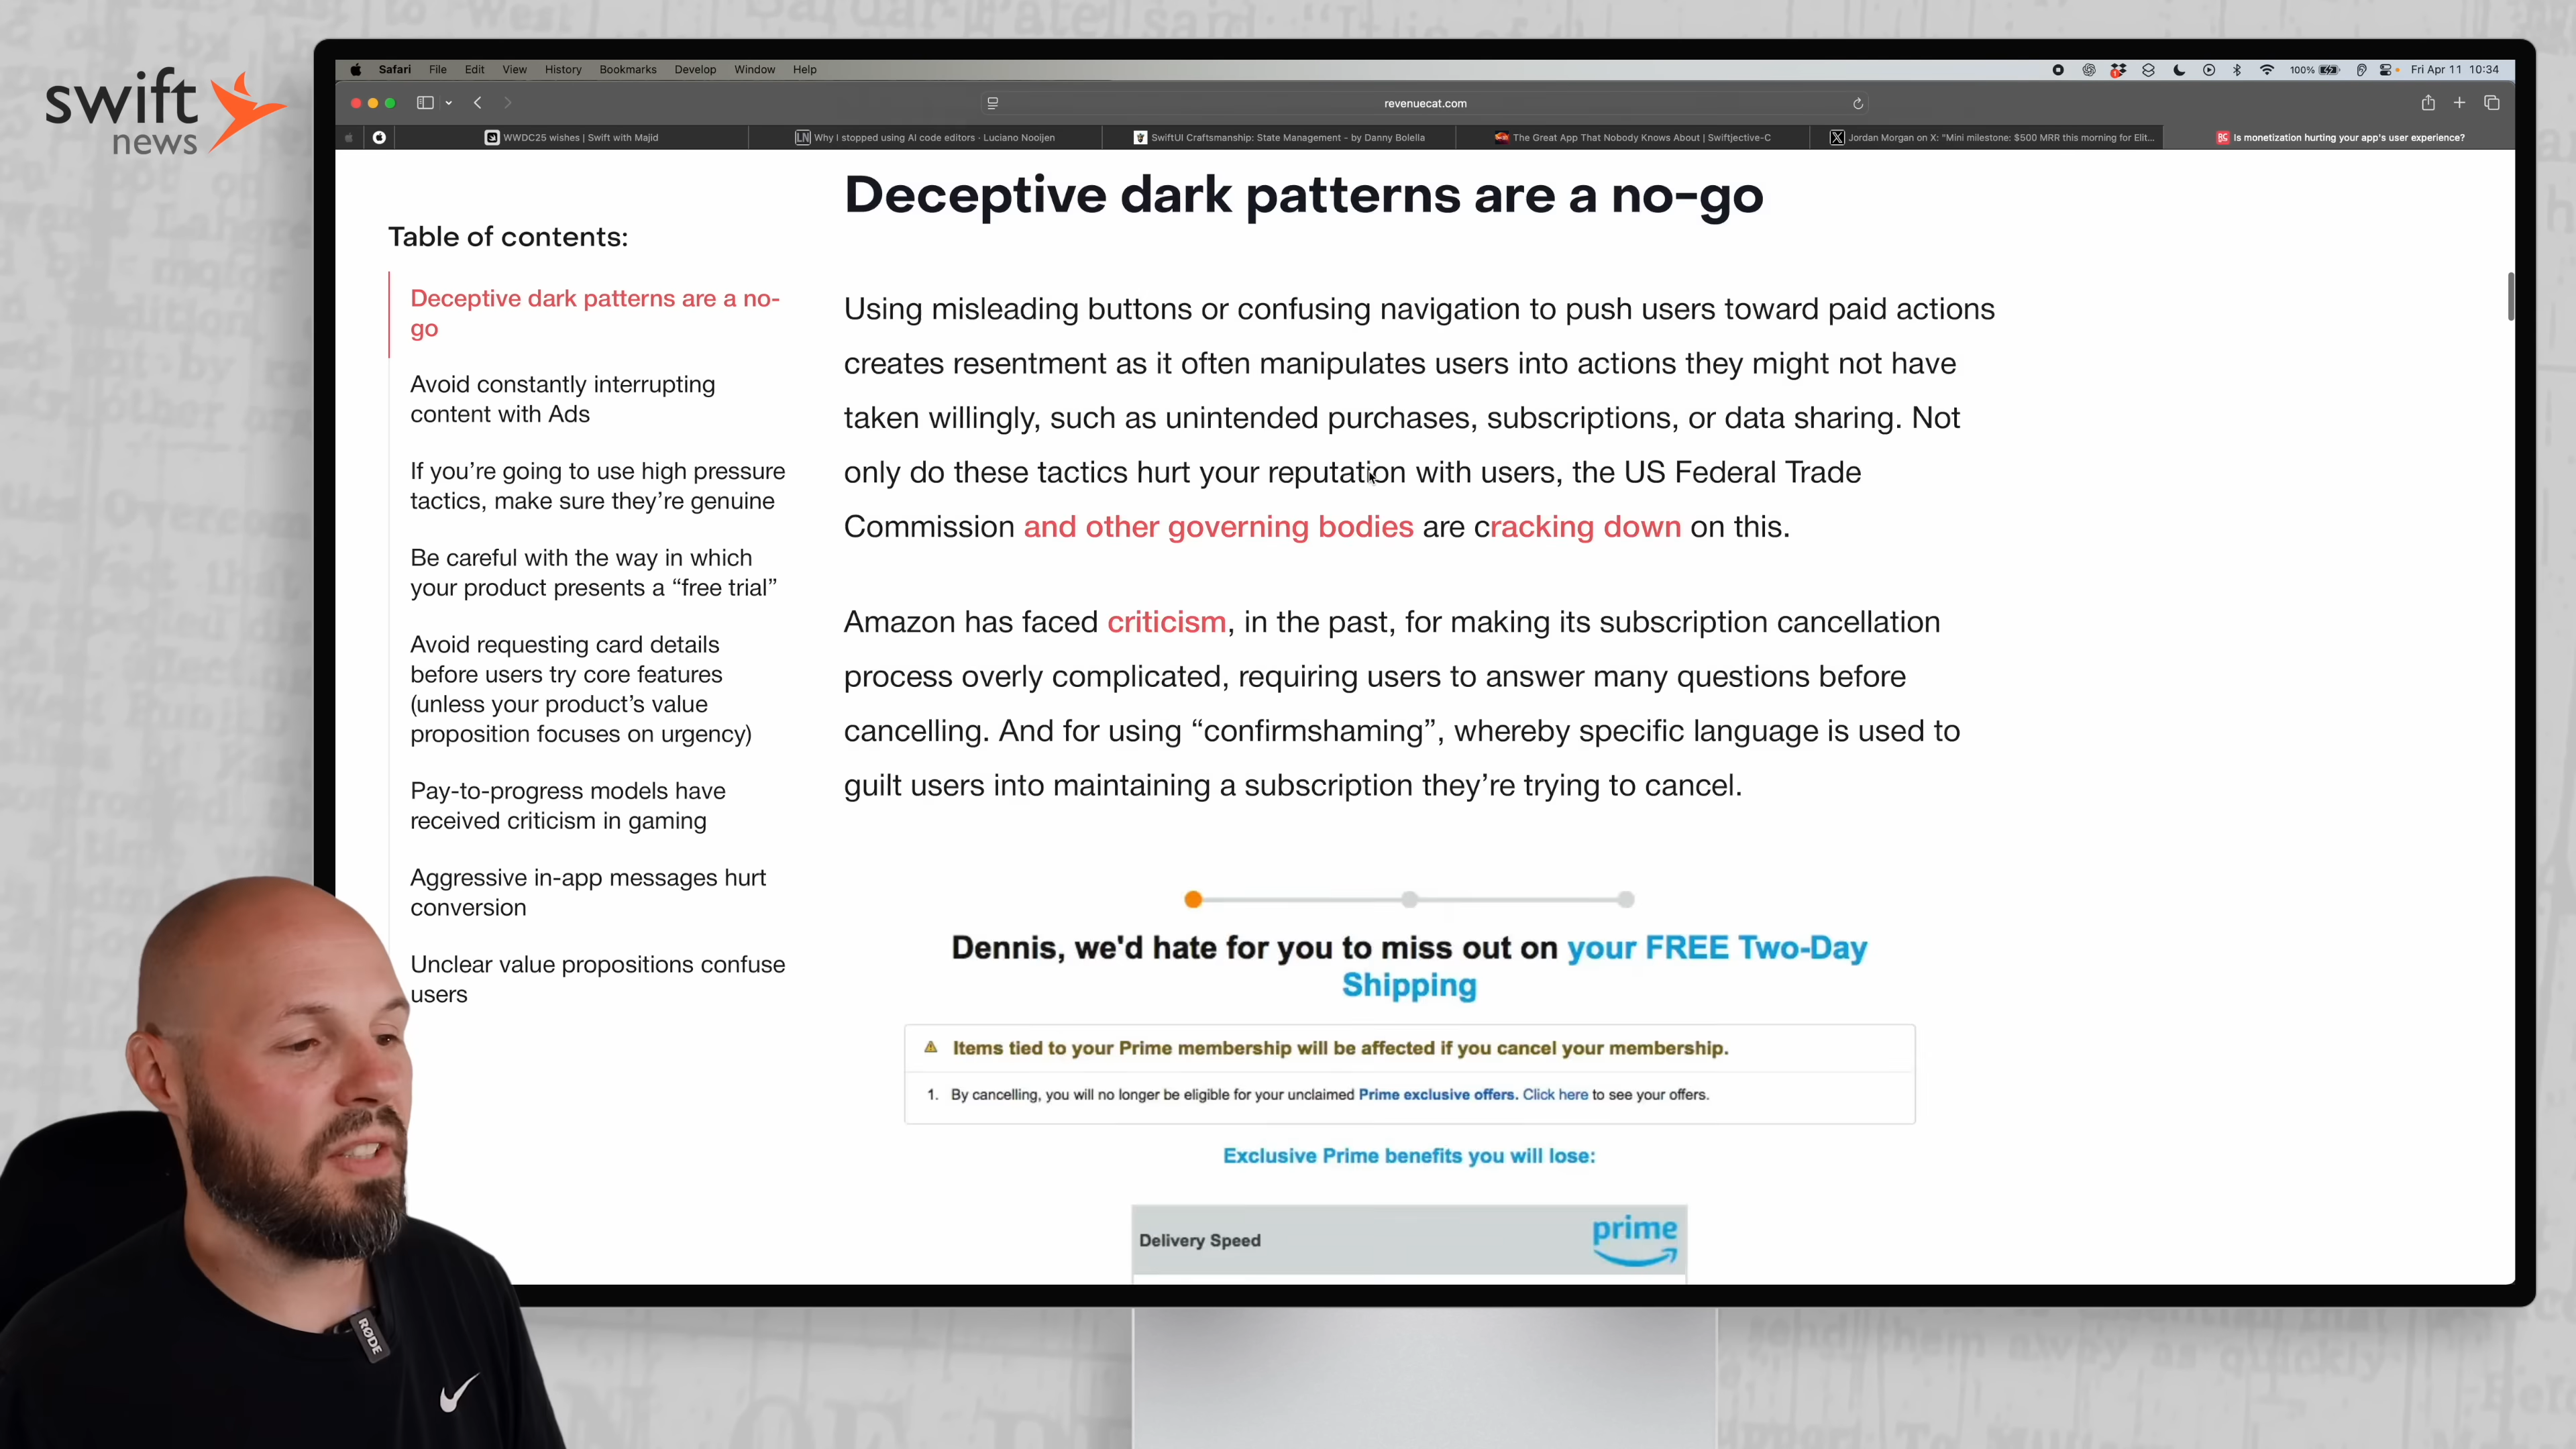 swift
news
Safari File Edit View History Bookmarks Develop Window Help
100% Fri Apr 11 10:34
revenuecat.com
WWDC25 wishes | Swift with Majid
LN Why I stopped using AI code editors · Luciano Nooijen
SwiftUI Craftsmanship: State Management - by Danny Bolella
The Great App That Nobody Knows About | Swiftjective-C
Jordan Morgan on X: "Mini milestone: $500 MRR this morning for Elit...
RC Is monetization hurting your app's user experience?
Table of contents:
Deceptive dark patterns are a no-
go
Avoid constantly interrupting
content with Ads
If you're going to use high pressure
tactics, make sure they're genuine
Be careful with the way in which
your product presents a “free trial”
Avoid requesting card details
before users try core features
(unless your product's value
proposition focuses on urgency)
Pay-to-progress models have
received criticism in gaming
Aggressive in-app messages hurt
conversion
Unclear value propositions confuse
users
Deceptive dark patterns are a no-go
Using misleading buttons or confusing navigation to push users toward paid actions
creates resentment as it often manipulates users into actions they might not have
taken willingly, such as unintended purchases, subscriptions, or data sharing. Not
only do these tactics hurt your reputation with users, the US Federal Trade
Commission and other governing bodies are cracking down on this.
Amazon has faced criticism, in the past, for making its subscription cancellation
process overly complicated, requiring users to answer many questions before
cancelling. And for using “confirmshaming”, whereby specific language is used to
guilt users into maintaining a subscription they're trying to cancel.
Dennis, we'd hate for you to miss out on your FREE Two-Day
Shipping
Items tied to your Prime membership will be affected if you cancel your membership.
1. By cancelling, you will no longer be eligible for your unclaimed Prime exclusive offers. Click here to see your offers.
Exclusive Prime benefits you will lose:
Delivery Speed
prime
RØDE